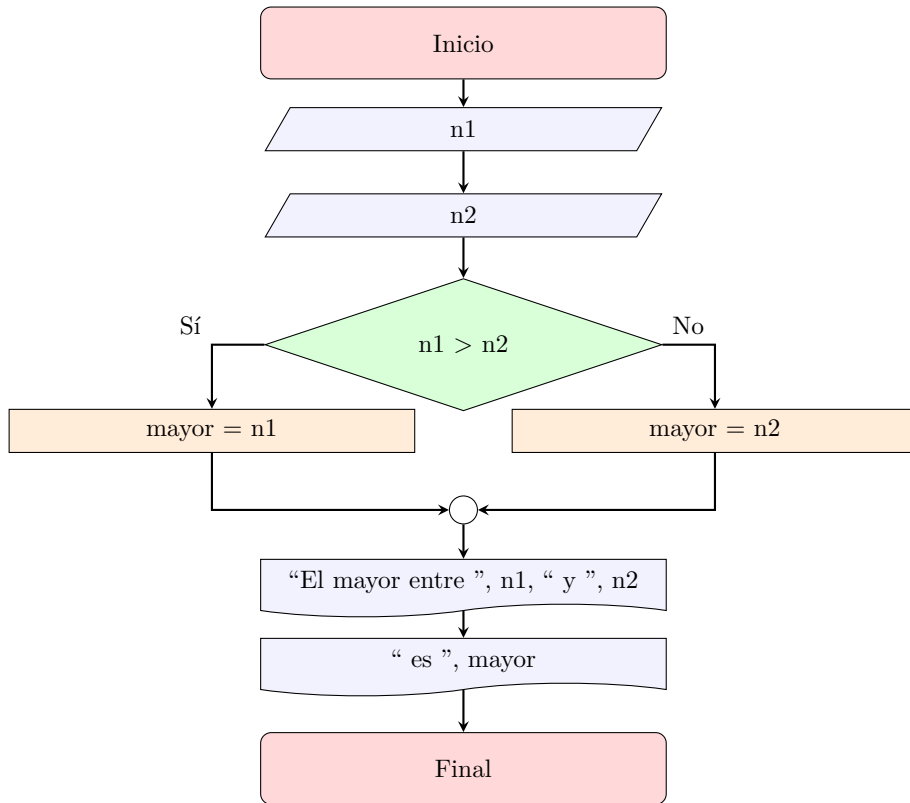 Inicio
n1
n2
n1 > n2
Sí
No
mayor = n1
mayor = n2
“El mayor entre ”, n1, “ y ”, n2
“ es ”, mayor
Final